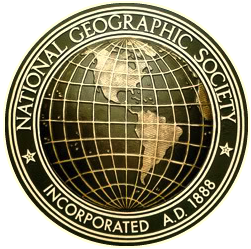 NATIONAL GEOGRAPHIC SOCIETY
INCORPORATED A.D. 1888